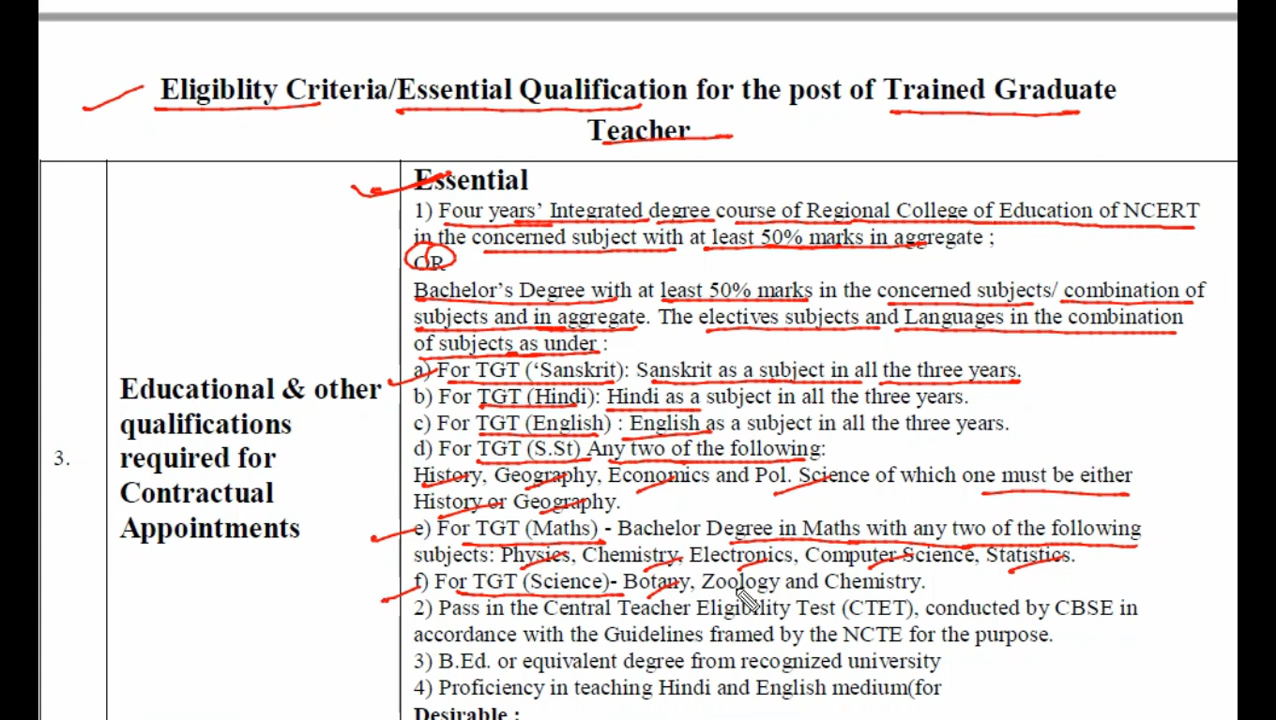 Eligiblity Criteria/Essential Qualification for the post of Trained Graduate
Teacher
Essential
1) Four years’ Integrated degree course of Regional College of Education of NCERT
in the concerned subject with at least 50% marks in aggregate ;
OR
Bachelor’s Degree with at least 50% marks in the concerned subjects/ combination of
subjects and in aggregate. The electives subjects and Languages in the combination
of subjects as under :
a) For TGT (‘Sanskrit): Sanskrit as a subject in all the three years.
b) For TGT (Hindi): Hindi as a subject in all the three years.
c) For TGT (English) : English as a subject in all the three years.
d) For TGT (S.St) Any two of the following:
History, Geography, Economics and Pol. Science of which one must be either
History or Geography.
e) For TGT (Maths) - Bachelor Degree in Maths with any two of the following
subjects: Physics, Chemistry, Electronics, Computer Science, Statistics.
f) For TGT (Science)- Botany, Zoology and Chemistry.
2) Pass in the Central Teacher Eligibility Test (CTET), conducted by CBSE in
accordance with the Guidelines framed by the NCTE for the purpose.
3) B.Ed. or equivalent degree from recognized university
4) Proficiency in teaching Hindi and English medium(for
Desirable :
3.
Educational & other
qualifications
required for
Contractual
Appointments